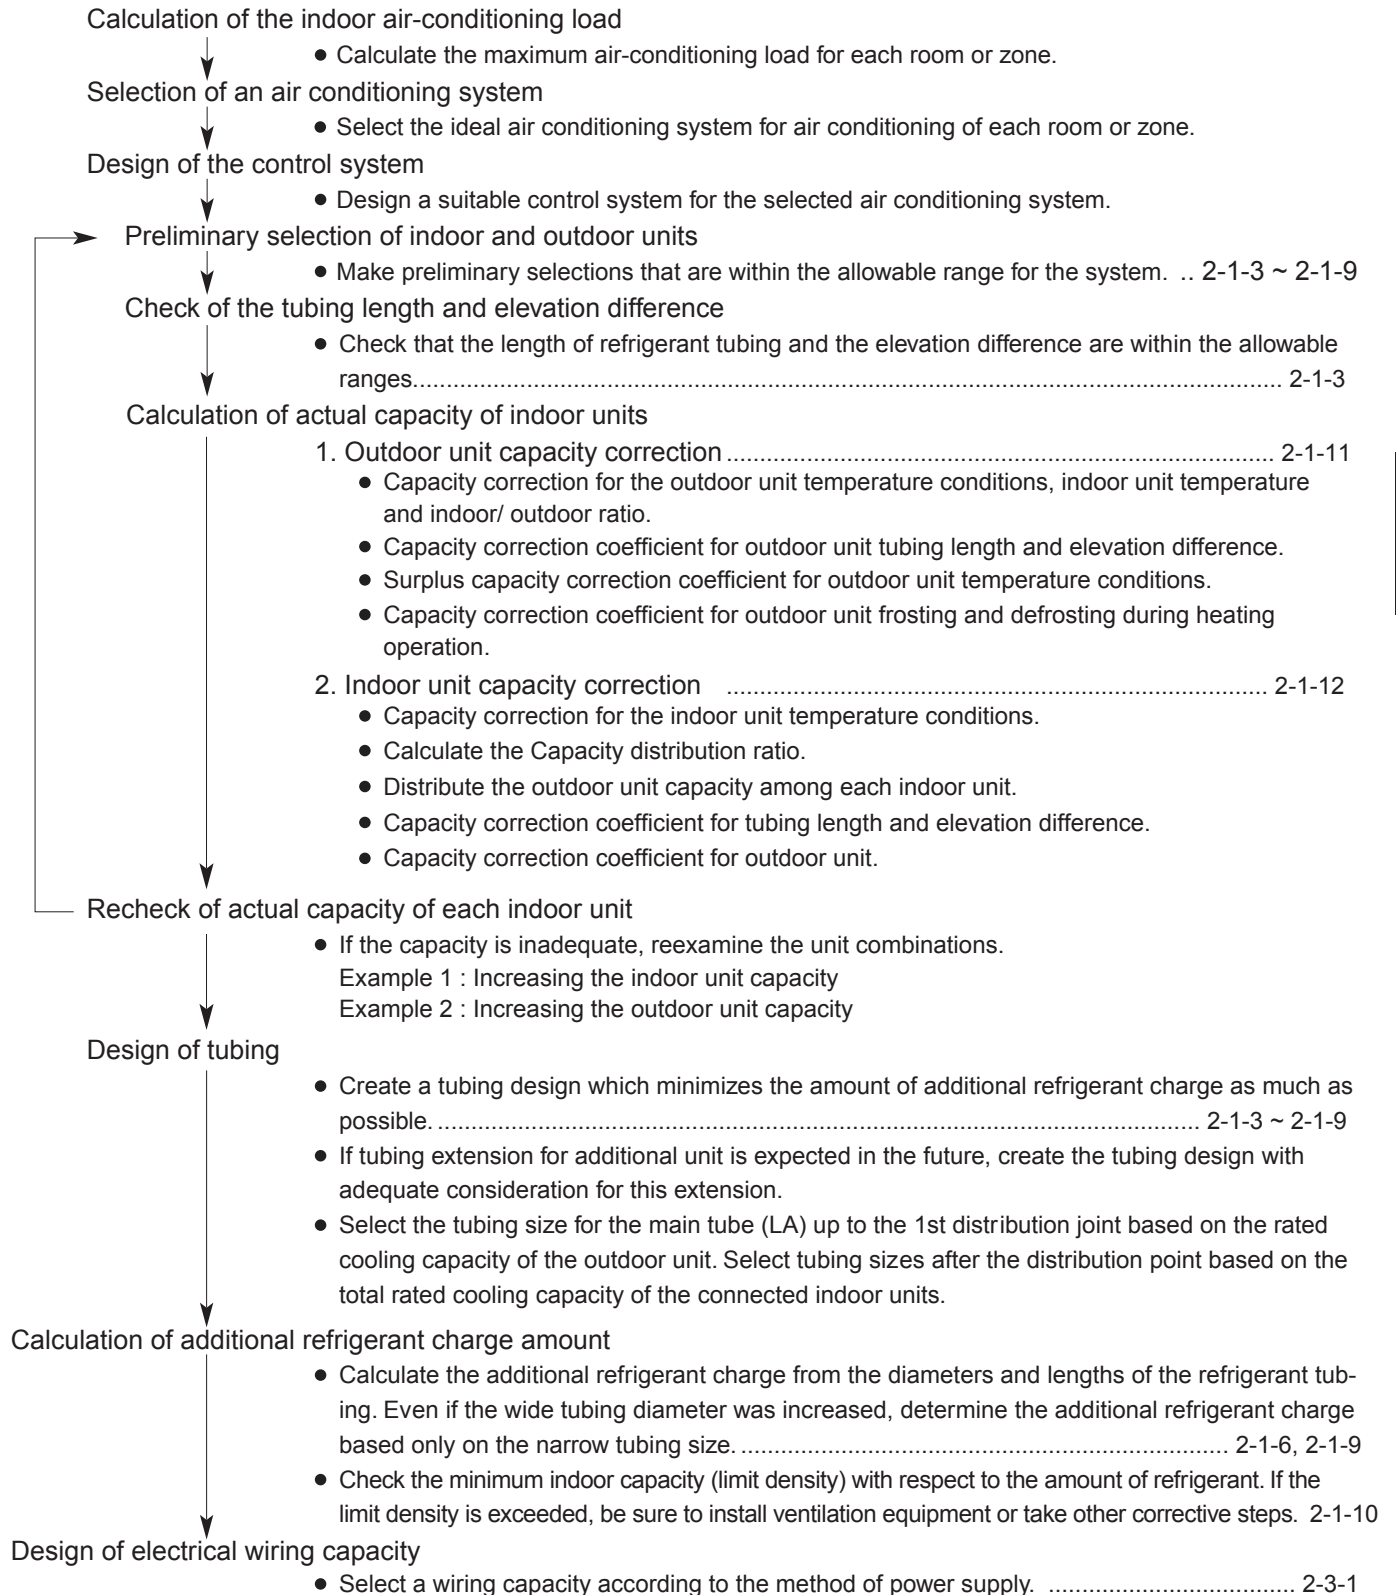 Calculation of the indoor air-conditioning load
● Calculate the maximum air-conditioning load for each room or zone.
Selection of an air conditioning system
● Select the ideal air conditioning system for air conditioning of each room or zone.
Design of the control system
● Design a suitable control system for the selected air conditioning system.
Preliminary selection of indoor and outdoor units
● Make preliminary selections that are within the allowable range for the system. .. 2-1-3 ~ 2-1-9
Check of the tubing length and elevation difference
● Check that the length of refrigerant tubing and the elevation difference are within the allowable
ranges.................................................................................................................................. 2-1-3
Calculation of actual capacity of indoor units
1. Outdoor unit capacity correction .................................................................................. 2-1-11
● Capacity correction for the outdoor unit temperature conditions, indoor unit temperature
and indoor/ outdoor ratio.
● Capacity correction coefficient for outdoor unit tubing length and elevation difference.
● Surplus capacity correction coefficient for outdoor unit temperature conditions.
● Capacity correction coefficient for outdoor unit frosting and defrosting during heating
operation.
2. Indoor unit capacity correction ................................................................................. 2-1-12
● Capacity correction for the indoor unit temperature conditions.
● Calculate the Capacity distribution ratio.
● Distribute the outdoor unit capacity among each indoor unit.
● Capacity correction coefficient for tubing length and elevation difference.
● Capacity correction coefficient for outdoor unit.
Recheck of actual capacity of each indoor unit
● If the capacity is inadequate, reexamine the unit combinations.
Example 1 : Increasing the indoor unit capacity
Example 2 : Increasing the outdoor unit capacity
Design of tubing
● Create a tubing design which minimizes the amount of additional refrigerant charge as much as
possible. .................................................................................................................. 2-1-3 ~ 2-1-9
● If tubing extension for additional unit is expected in the future, create the tubing design with
adequate consideration for this extension.
● Select the tubing size for the main tube (LA) up to the 1st distribution joint based on the rated
cooling capacity of the outdoor unit. Select tubing sizes after the distribution point based on the
total rated cooling capacity of the connected indoor units.
Calculation of additional refrigerant charge amount
● Calculate the additional refrigerant charge from the diameters and lengths of the refrigerant tub-
ing. Even if the wide tubing diameter was increased, determine the additional refrigerant charge
based only on the narrow tubing size. ......................................................................... 2-1-6, 2-1-9
● Check the minimum indoor capacity (limit density) with respect to the amount of refrigerant. If the
limit density is exceeded, be sure to install ventilation equipment or take other corrective steps. 2-1-10
Design of electrical wiring capacity
● Select a wiring capacity according to the method of power supply. ..................................... 2-3-1